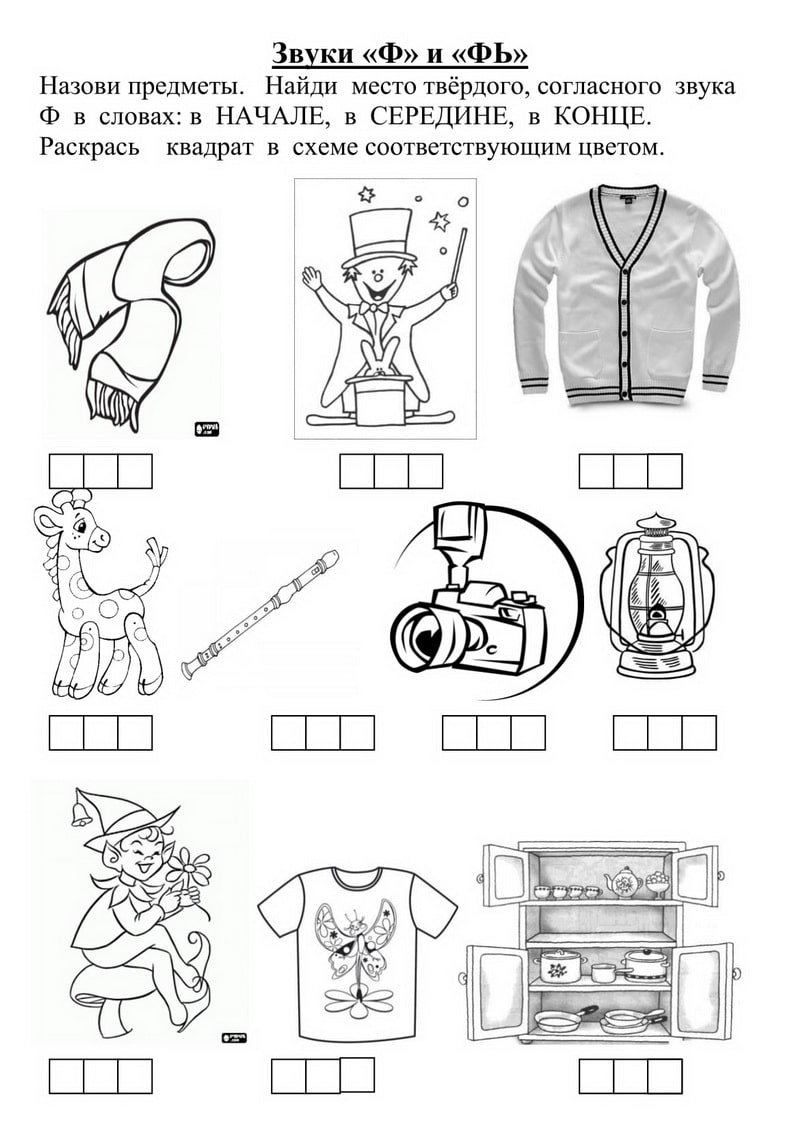 Звуки «Ф» и «ФЬ»
Назови предметы. Найди место твёрдого, согласного звука
Ф в словах: в НАЧАЛЕ, в СЕРЕДИНЕ, в КОНЦЕ.
Раскрась квадрат в схеме соответствующим цветом.